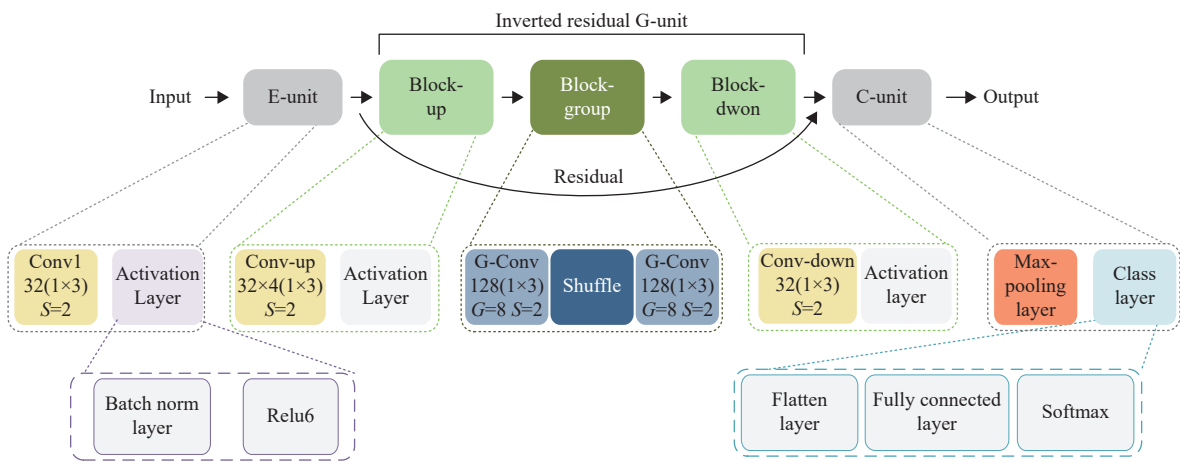 Inverted residual G-unit
Input
E-unit
Block-
up
Block-
group
Block-
dwon
C-unit
Output
Residual
Conv1
32(1×3)
S=2
Activation
Layer
Conv-up
32×4(1×3)
S=2
Activation
Layer
G-Conv
128(1×3)
G=8 S=2
Shuffle
G-Conv
128(1×3)
G=8 S=2
Conv-down
32(1×3)
S=2
Activation
layer
Max-
pooling
layer
Class
layer
Batch norm
layer
Relu6
Flatten
layer
Fully connected
layer
Softmax